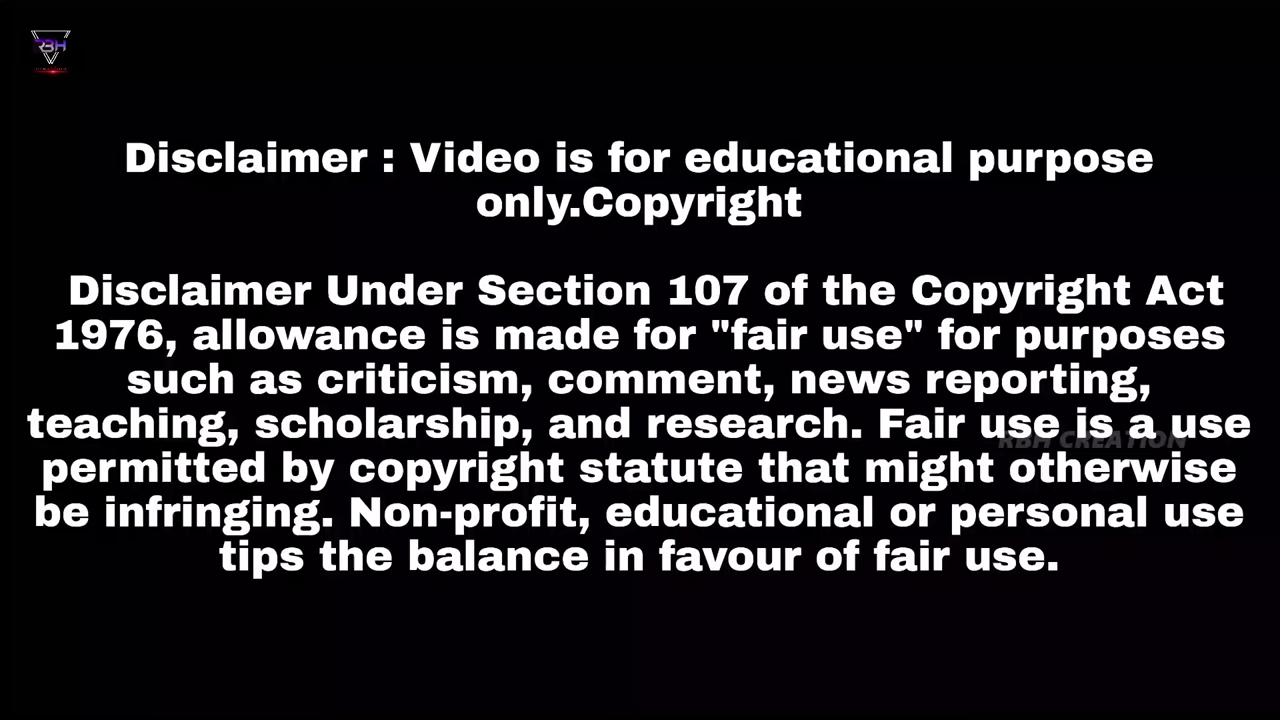 RBH
Disclaimer : Video is for educational purpose
only.Copyright
Disclaimer Under Section 107 of the Copyright Act
1976, allowance is made for "fair use" for purposes
such as criticism, comment, news reporting,
teaching, scholarship, and research. Fair use is a use
RBH CREATION
permitted by copyright statute that might otherwise
be infringing. Non-profit, educational or personal use
tips the balance in favour of fair use.